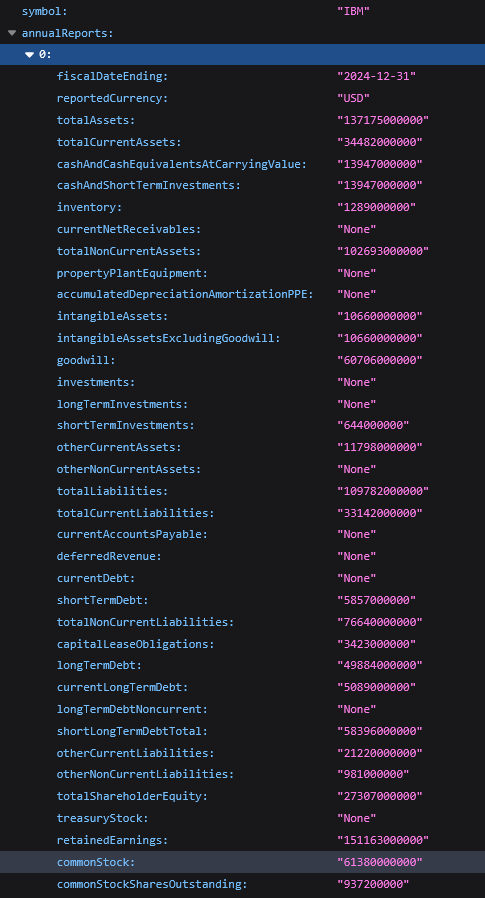 symbol: "IBM"
annualReports:
0:
fiscalDateEnding: "2024-12-31"
reportedCurrency: "USD"
totalAssets: "137175000000"
totalCurrentAssets: "34482000000"
cashAndCashEquivalentsAtCarryingValue: "13947000000"
cashAndShortTermInvestments: "13947000000"
inventory: "1289000000"
currentNetReceivables: "None"
totalNonCurrentAssets: "102693000000"
propertyPlantEquipment: "None"
accumulatedDepreciationAmortizationPPE: "None"
intangibleAssets: "10660000000"
intangibleAssetsExcludingGoodwill: "10660000000"
goodwill: "60706000000"
investments: "None"
longTermInvestments: "None"
shortTermInvestments: "644000000"
otherCurrentAssets: "11798000000"
otherNonCurrentAssets: "None"
totalLiabilities: "109782000000"
totalCurrentLiabilities: "33142000000"
currentAccountsPayable: "None"
deferredRevenue: "None"
currentDebt: "None"
shortTermDebt: "5857000000"
totalNonCurrentLiabilities: "76640000000"
capitalLeaseObligations: "3423000000"
longTermDebt: "49884000000"
currentLongTermDebt: "5089000000"
longTermDebtNoncurrent: "None"
shortLongTermDebtTotal: "58396000000"
otherCurrentLiabilities: "21220000000"
otherNonCurrentLiabilities: "981000000"
totalShareholderEquity: "27307000000"
treasuryStock: "None"
retainedEarnings: "151163000000"
commonStock: "61380000000"
commonStockSharesOutstanding: "937200000"